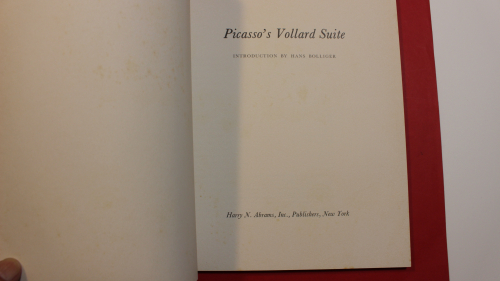 Picasso's Vollard Suite
INTRODUCTION BY HANS BOLLIGER
Harry N. Abrams, Inc., Publishers, New York